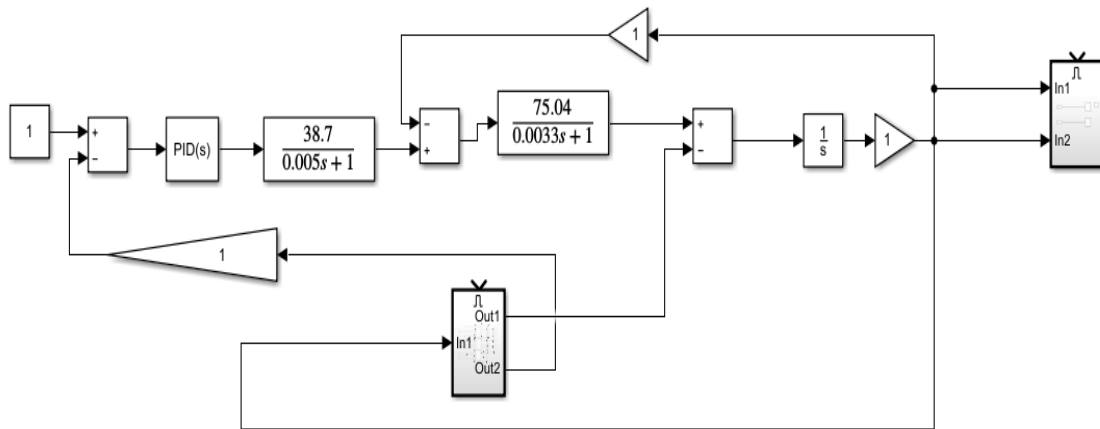 1
1
+
−
PID(s)
38.7
0.005s + 1
−
+
75.04
0.0033s + 1
+
−
1
s
1
In1
In2
1
In1
Out1
Out2